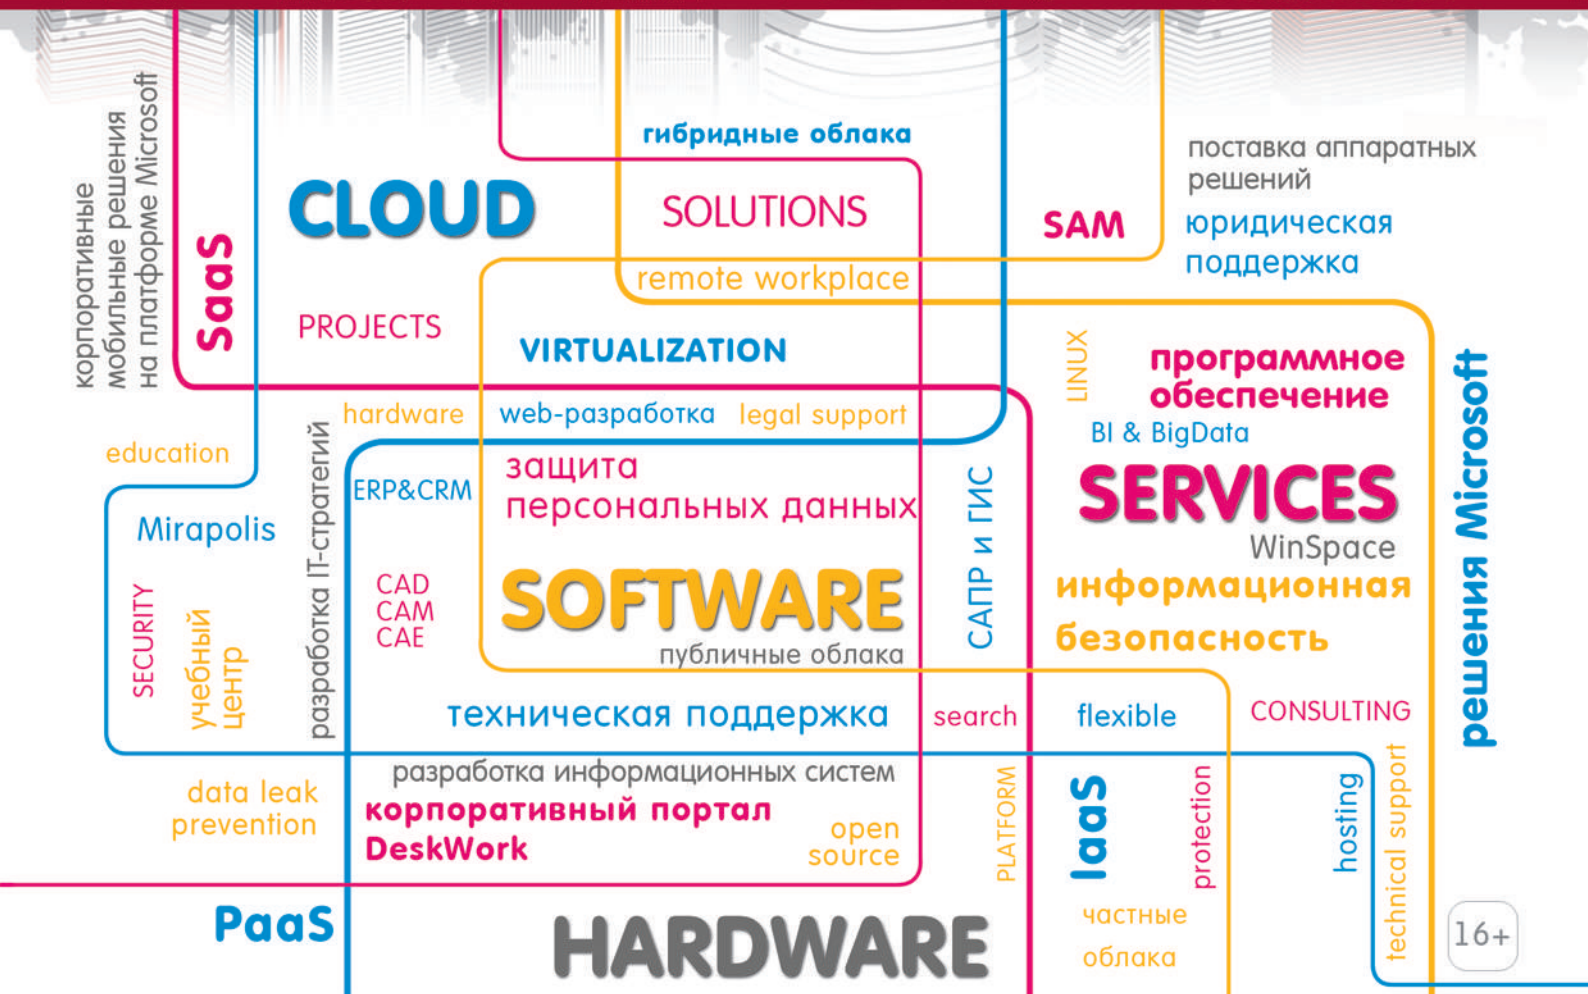 корпоративные
мобильные решения
на платформе Microsoft
SaaS
CLOUD
PROJECTS
гибридные облака
SOLUTIONS
remote workplace
VIRTUALIZATION
SAM
поставка аппаратных
решений
юридическая
поддержка
LINUX
программное
обеспечение
BI & BigData
SERVICES
WinSpace
информационная
безопасность
решения Microsoft
hardware
web-разработка
legal support
education
Mirapolis
SECURITY
учебный
центр
разработка IT-стратегий
ERP&CRM
защита
персональных данных
CAD
CAM
CAE
SOFTWARE
публичные облака
САПР и ГИС
техническая поддержка
search
flexible
CONSULTING
data leak
prevention
разработка информационных систем
корпоративный портал
DeskWork
open
source
PLATFORM
IaaS
protection
hosting
technical support
PaaS
HARDWARE
частные
облака
16+